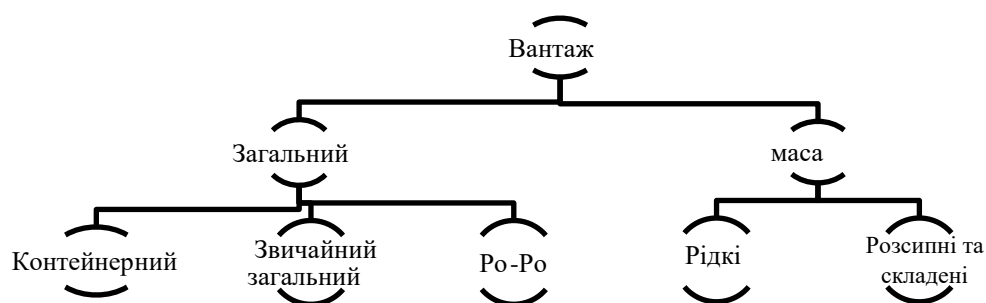 Вантаж
Загальний
маса
Контейнерний
Звичайний
загальний
Ро-Ро
Рідкі
Розсипні та
складені